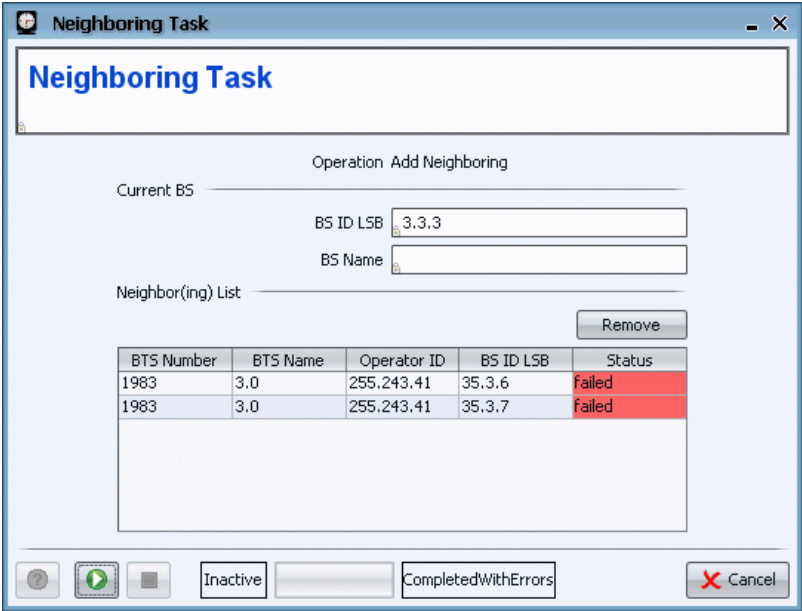 Neighboring Task
Neighboring Task
Operation Add Neighboring
Current BS
BS ID LSB 3.3.3
BS Name
Neighbor(ing) List
Remove
BTS Number BTS Name Operator ID BS ID LSB Status
1983 3.0 255.243.41 35.3.6 failed
1983 3.0 255.243.41 35.3.7 failed
? Inactive CompletedWithErrors Cancel